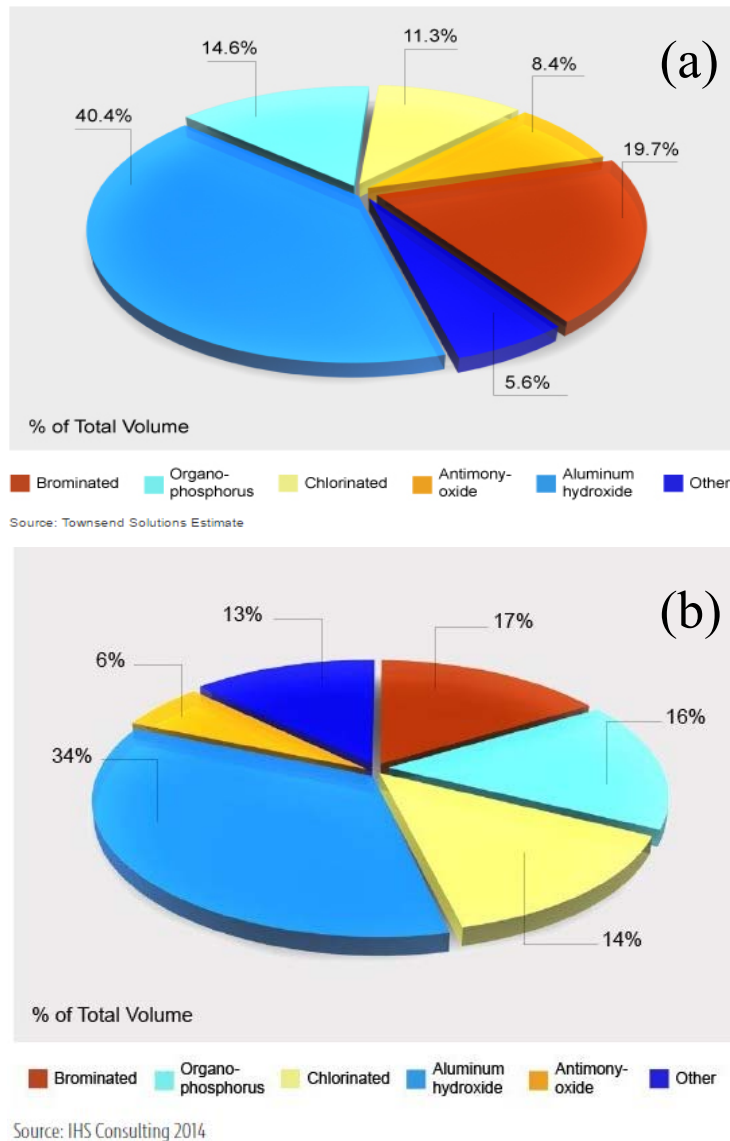 11.3%
(a)
14.6%
8.4%
40.4%
19.7%
5.6%
% of Total Volume
Brominated
Organo-
phosphorus
Chlorinated
Antimony-
oxide
Aluminum
hydroxide
Other
Source: Townsend Solutions Estimate
(b)
13%
17%
6%
16%
34%
14%
% of Total Volume
Brominated
Organo-
phosphorus
Chlorinated
Aluminum
hydroxide
Antimony-
oxide
Other
Source: IHS Consulting 2014